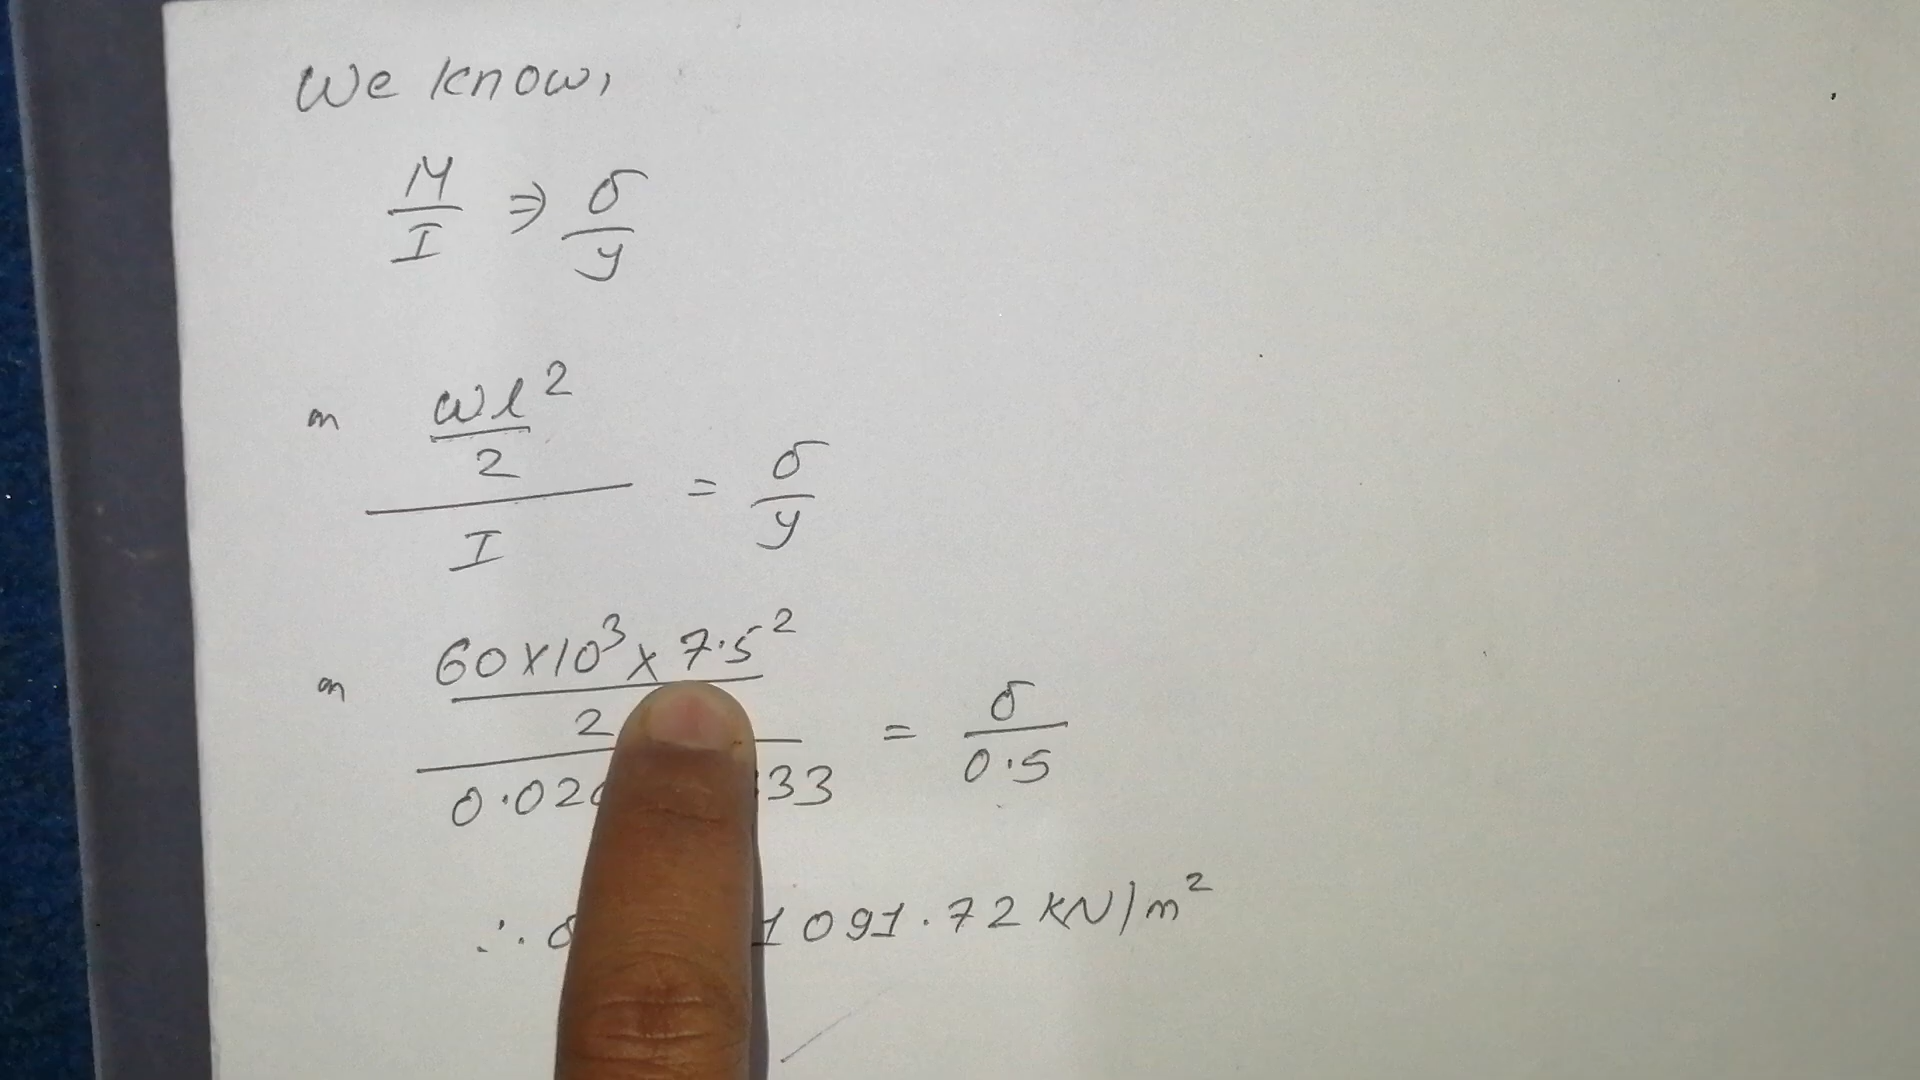 We know,
M/I ⇒ σ/y
or (ωl²/2)/I = σ/y
or (60×10³×7.5²/2)/0.02 33 = σ/0.5
∴ σ 1091.72 kN/m²